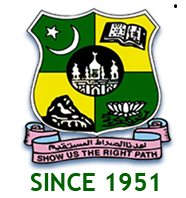 اهدنا الصراط المستقيم
SHOW US THE RIGHT PATH
SINCE 1951